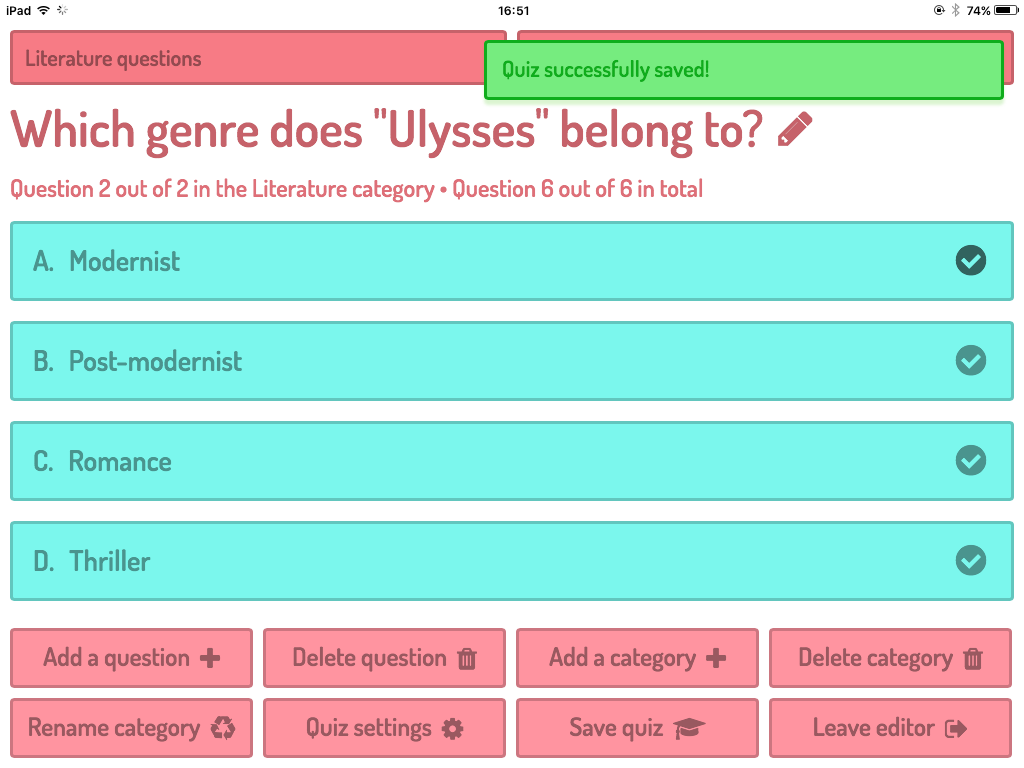 iPad 16:51 74%
Literature questions
Quiz successfully saved!
Which genre does "Ulysses" belong to?
Question 2 out of 2 in the Literature category • Question 6 out of 6 in total
A. Modernist
B. Post-modernist
C. Romance
D. Thriller
Add a question Delete question Add a category Delete category
Rename category Quiz settings Save quiz Leave editor